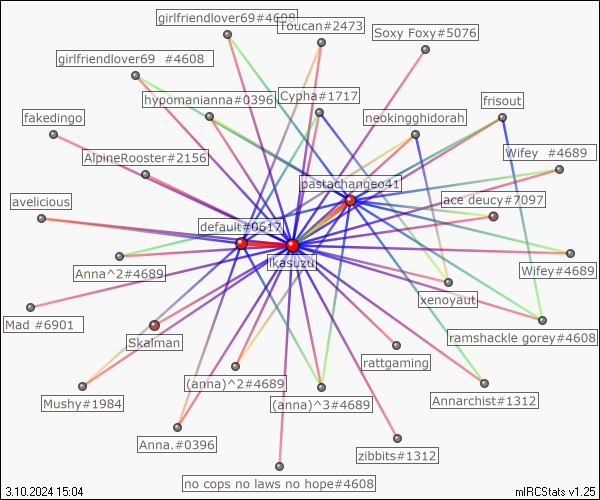 girlfriendlover69#4608
Toucan#2473
Soxy Foxy#5076
girlfriendlover69 #4608
hypomanianna#0396
Cypha#1717
neokingghidorah
frisout
fakedingo
AlpineRooster#2156
Wifey #4689
pastachangeo41
ace deucy#7097
avelicious
default#0617
ikasuzu
Anna^2#4689
Wifey#4689
xenoyaut
Mad #6901
Skalman
ramshackle gorey#4608
rattgaming
(anna)^2#4689
Mushy#1984
(anna)^3#4689
Annarchist#1312
Anna.#0396
zibbits#1312
no cops no laws no hope#4608
3.10.2024 15:04
mIRCStats v1.25